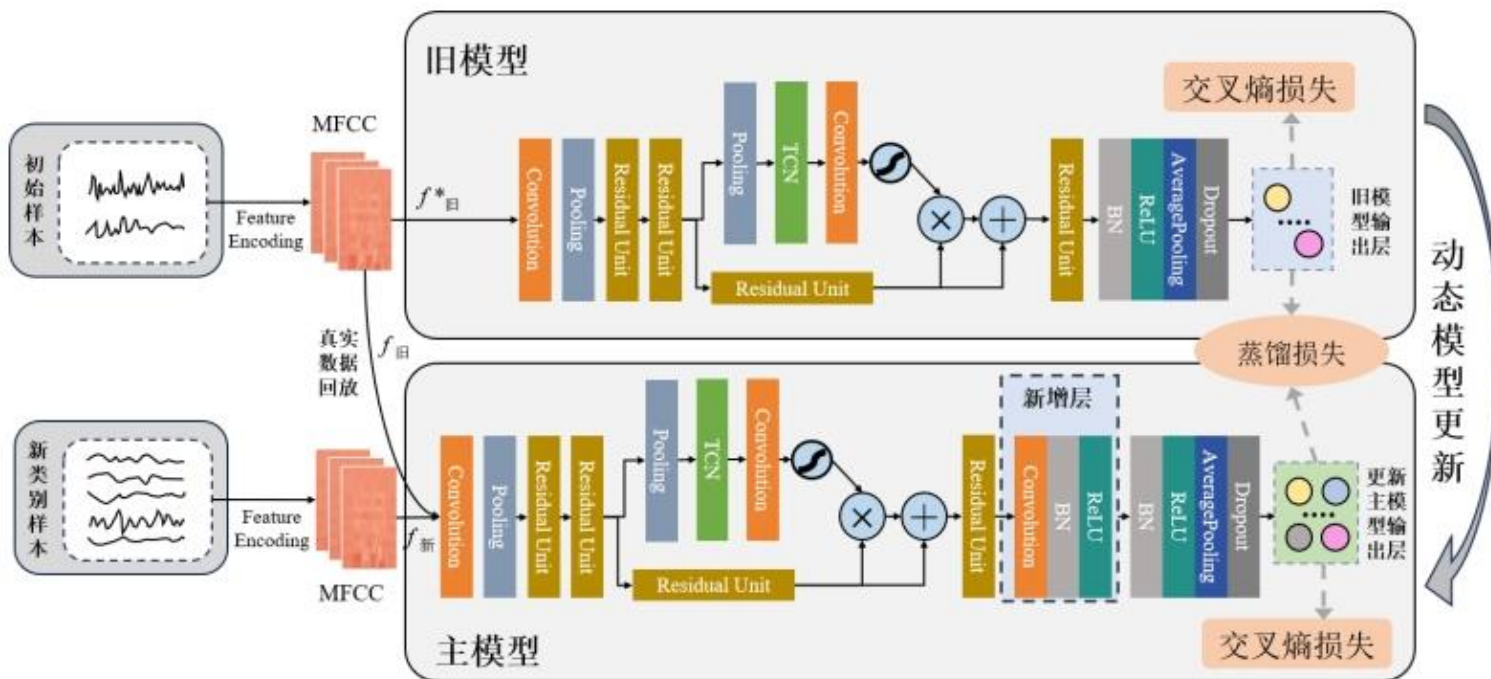 旧模型
交叉熵损失
初始样本
Feature
Encoding
MFCC
f*旧
Convolution
Pooling
Residual Unit
Residual Unit
Pooling
TCN
Convolution
×
+
Residual Unit
Residual Unit
BN
ReLU
AveragePooling
Dropout
旧模
型输
出层
动态模型更新
真实
数据
回放
f旧
蒸馏损失
新类别样本
Feature
Encoding
MFCC
f新
Convolution
Pooling
Residual Unit
Residual Unit
Pooling
TCN
Convolution
×
+
Residual Unit
Residual Unit
新增层
Convolution
BN
ReLU
BN
ReLU
AveragePooling
Dropout
更新
主模
型输
出层
主模型
交叉熵损失